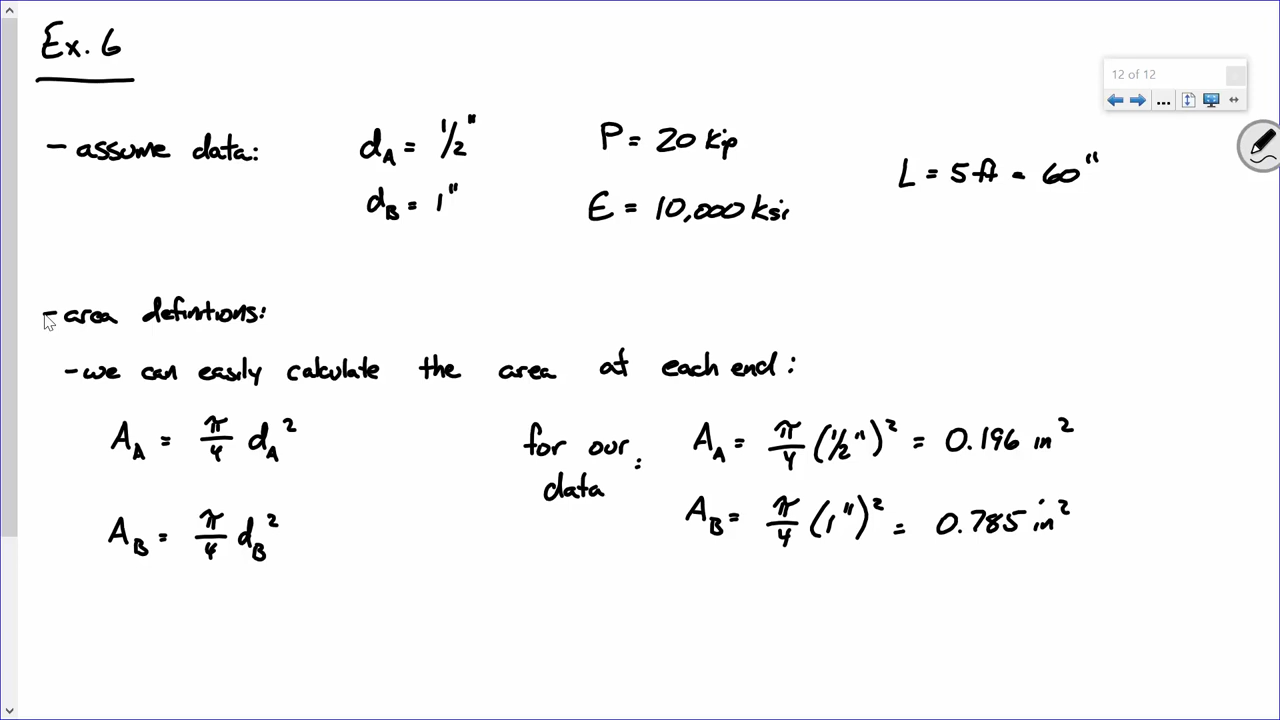 Ex. 6
12 of 12
- assume data: d_A = 1/2" P = 20 kip L = 5 ft = 60"
d_B = 1" E = 10,000 ksi
- area defintions:
- we can easily calculate the area at each end:
A_A = π/4 d_A² for our data: A_A = π/4 (1/2")² = 0.196 in²
A_B = π/4 d_B² A_B = π/4 (1")² = 0.785 in²